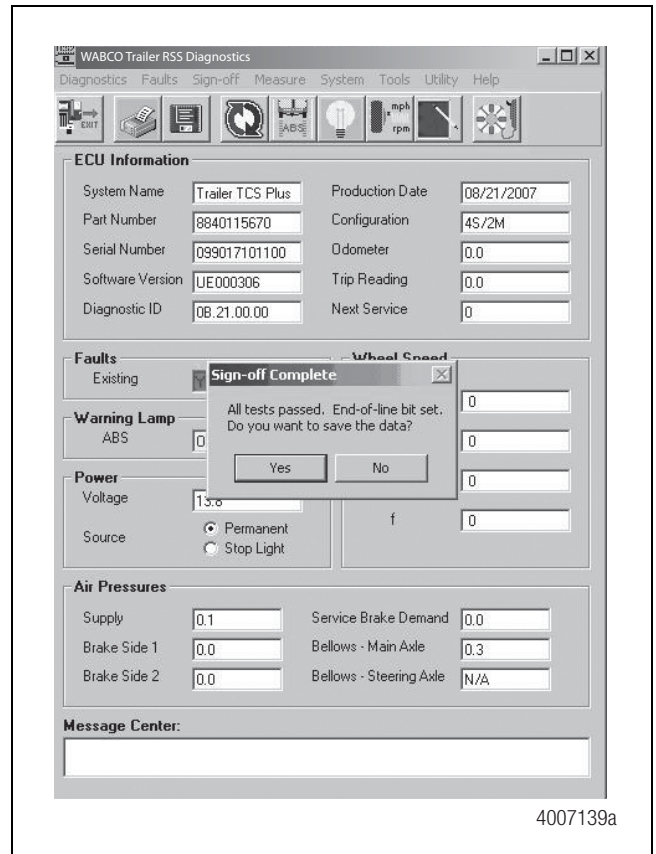 WABCO Trailer RSS Diagnostics
Diagnostics Faults Sign-off Measure System Tools Utility Help
EXIT
ABS
mph
rpm
ECU Information
System Name Trailer TCS Plus
Part Number 8840115670
Serial Number 099017101100
Software Version UE000306
Diagnostic ID 0B.21.00.00
Production Date 08/21/2007
Configuration 4S/2M
Odometer 0.0
Trip Reading 0.0
Next Service 0
Faults
Existing Y
Wheel Speed
Warning Lamp
ABS O
Sign-off Complete
All tests passed. End-of-line bit set.
Do you want to save the data?
Yes No
0
0
0
f 0
Power
Voltage 13.8
Source Permanent
Stop Light
Air Pressures
Supply 0.1
Brake Side 1 0.0
Brake Side 2 0.0
Service Brake Demand 0.0
Bellows - Main Axle 0.3
Bellows - Steering Axle N/A
Message Center:
4007139a